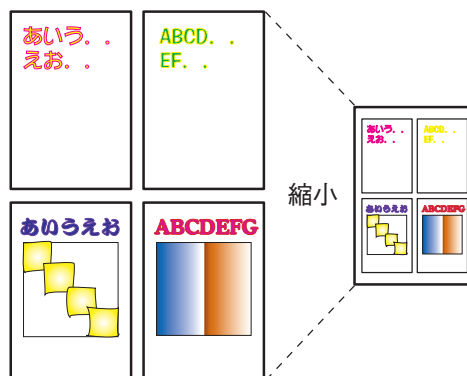 あいう. .
えお. .
ABCD. .
EF. .
あいうえお
ABCDEFG
縮小
あいう. .
えお. .
ABCD. .
EF. .
あいうえお
ABCDEFG